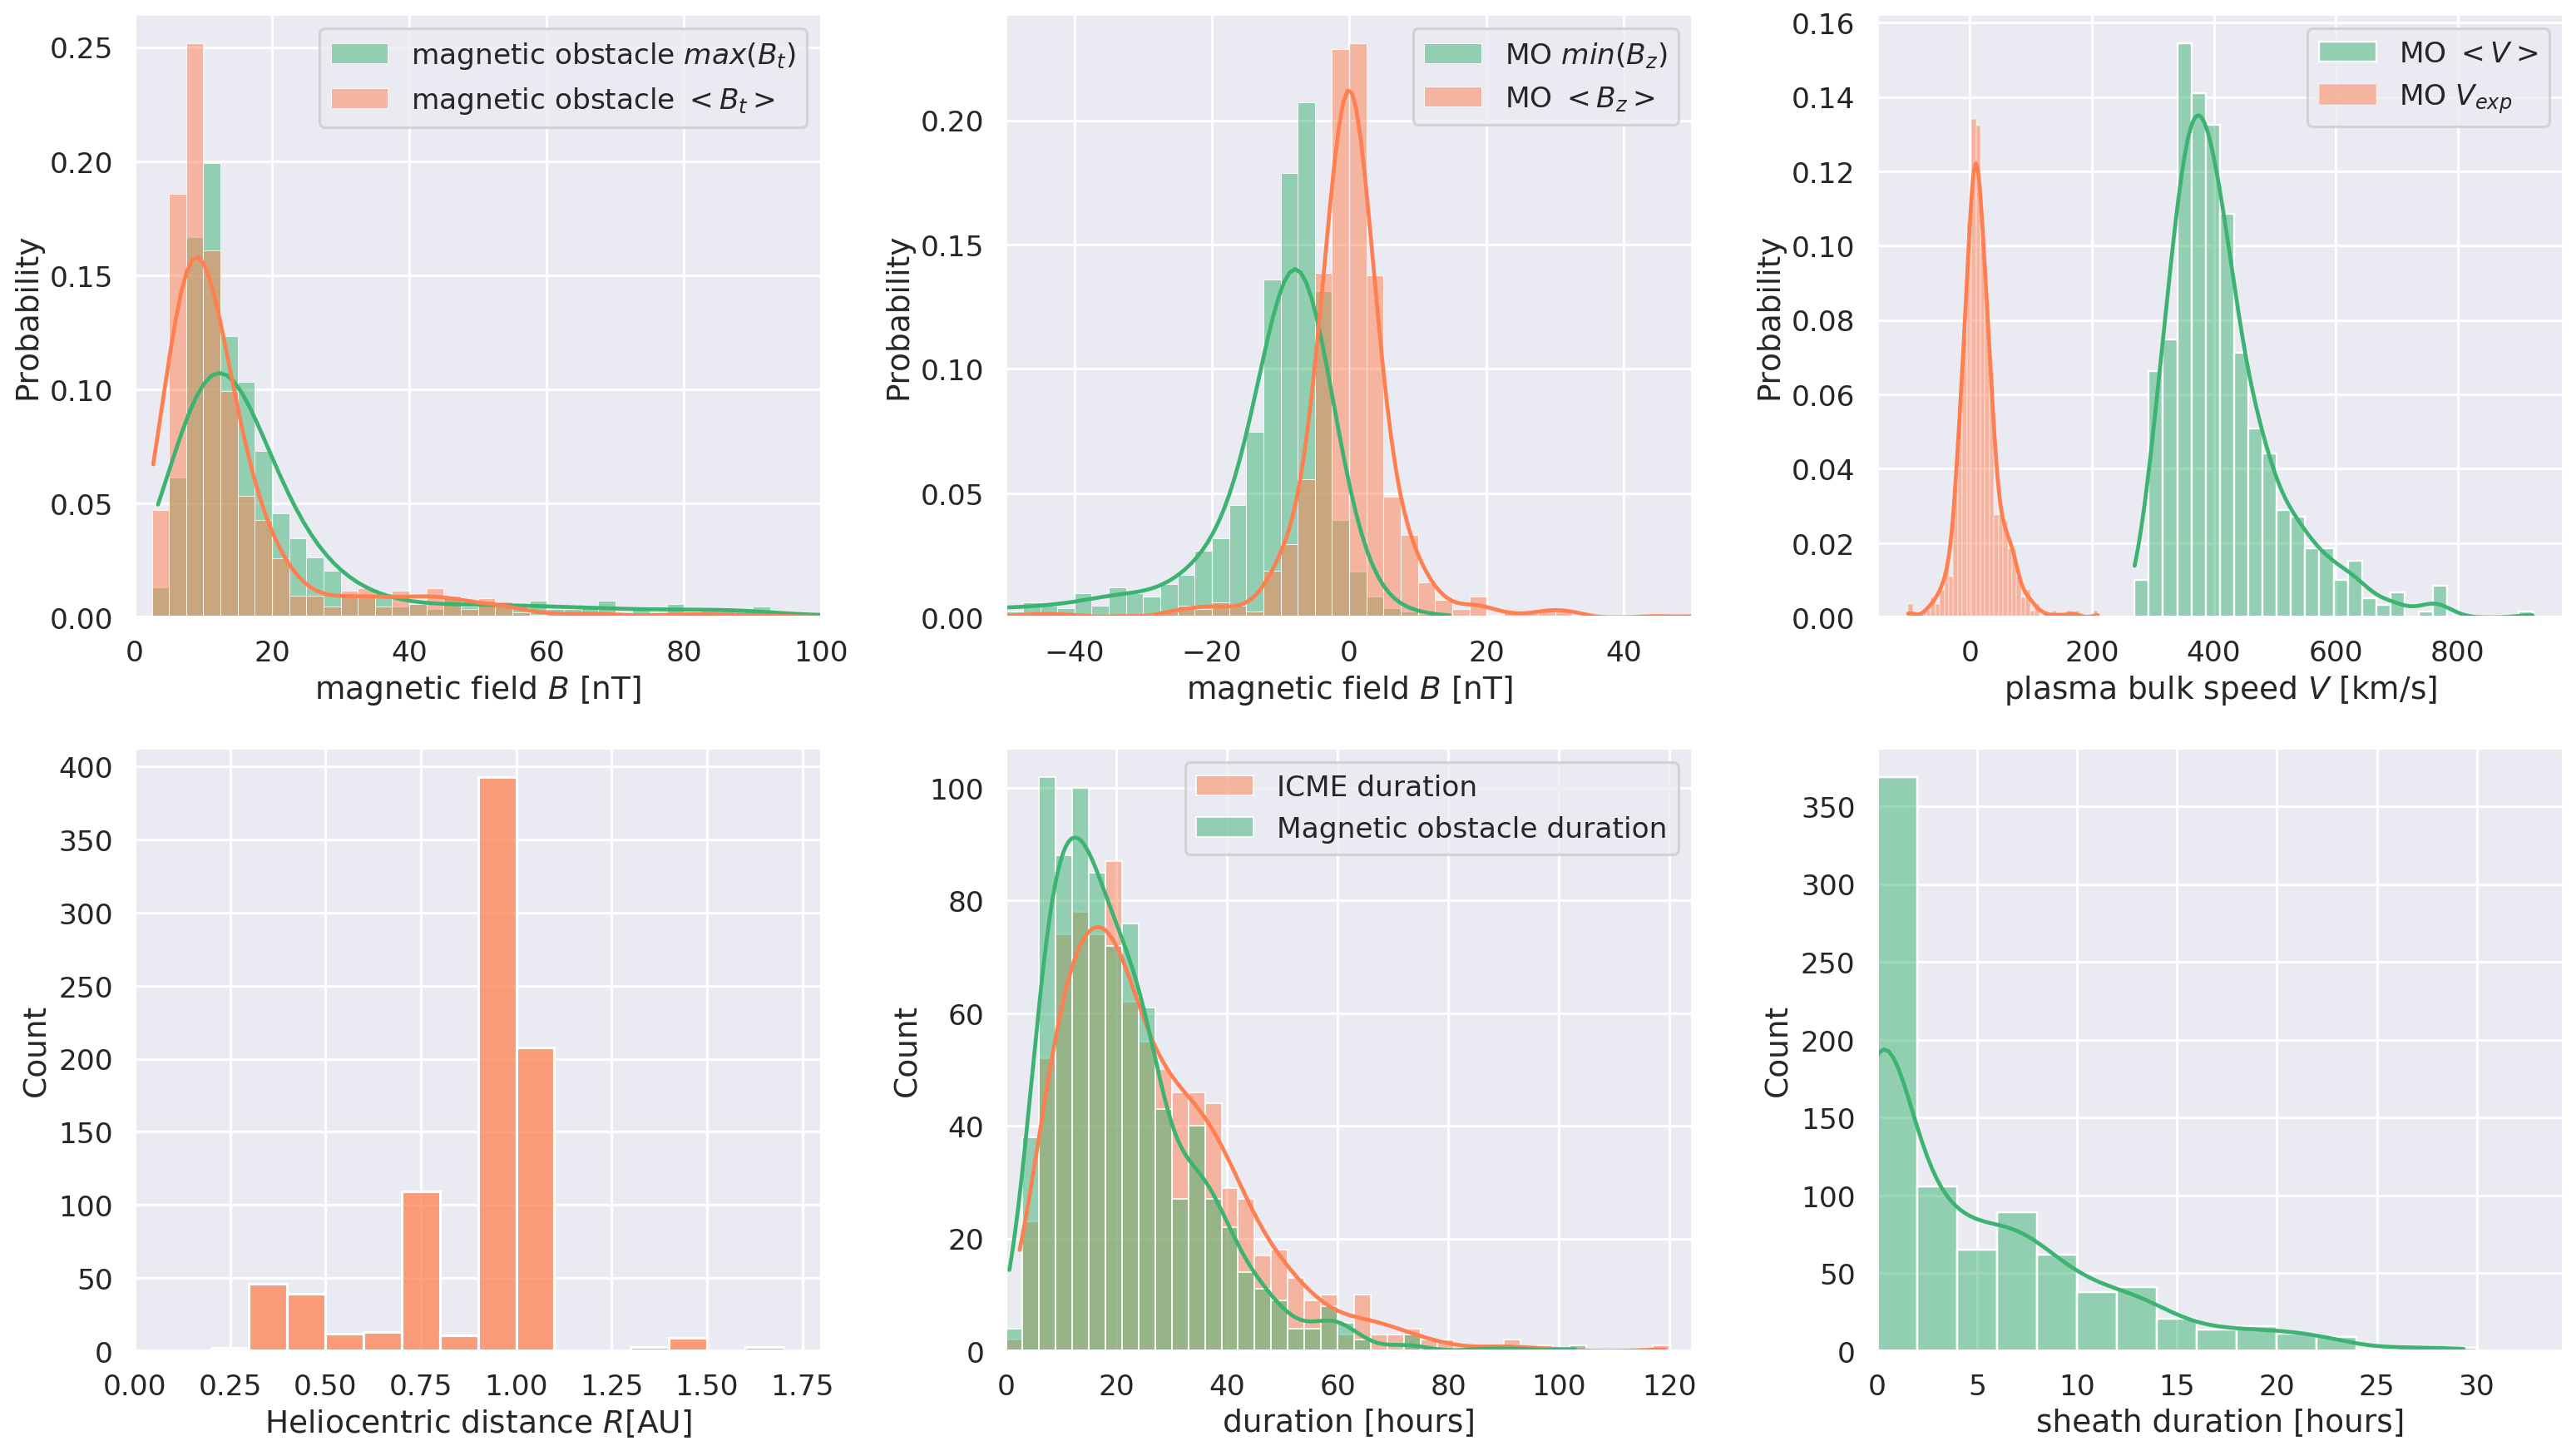 magnetic obstacle max(B_t)
magnetic obstacle < B_t >
0.25
0.20
0.15
0.10
0.05
0.00
Probability
0 20 40 60 80 100
magnetic field B [nT]
MO min(B_z)
MO < B_z >
0.20
0.15
0.10
0.05
0.00
Probability
−40 −20 0 20 40
magnetic field B [nT]
MO < V >
MO V_exp
0.16
0.14
0.12
0.10
0.08
0.06
0.04
0.02
0.00
Probability
0 200 400 600 800
plasma bulk speed V [km/s]
400
350
300
250
200
150
100
50
0
Count
0.00 0.25 0.50 0.75 1.00 1.25 1.50 1.75
Heliocentric distance R[AU]
ICME duration
Magnetic obstacle duration
100
80
60
40
20
0
Count
0 20 40 60 80 100 120
duration [hours]
350
300
250
200
150
100
50
0
Count
0 5 10 15 20 25 30
sheath duration [hours]